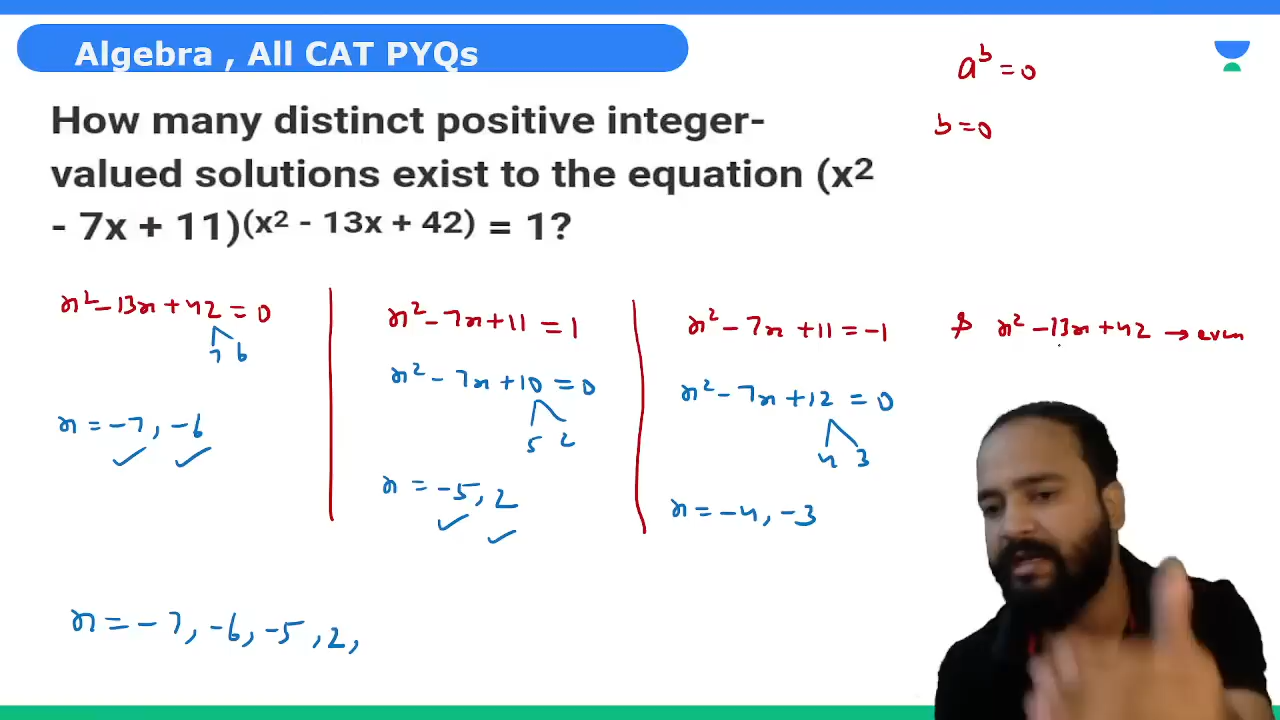 Algebra , All CAT PYQs
a^b = 0
b = 0
How many distinct positive integer-
valued solutions exist to the equation (x2
- 7x + 11)(x2 - 13x + 42) = 1?
x² - 13x + 42 = 0
7 6
x = -7, -6
x² - 7x + 11 = 1
x² - 7x + 10 = 0
5 2
x = -5, 2
x² - 7x + 11 = -1
& x² - 13x + 42 → even
x² - 7x + 12 = 0
4 3
x = -4, -3
x = -7, -6, -5, 2,